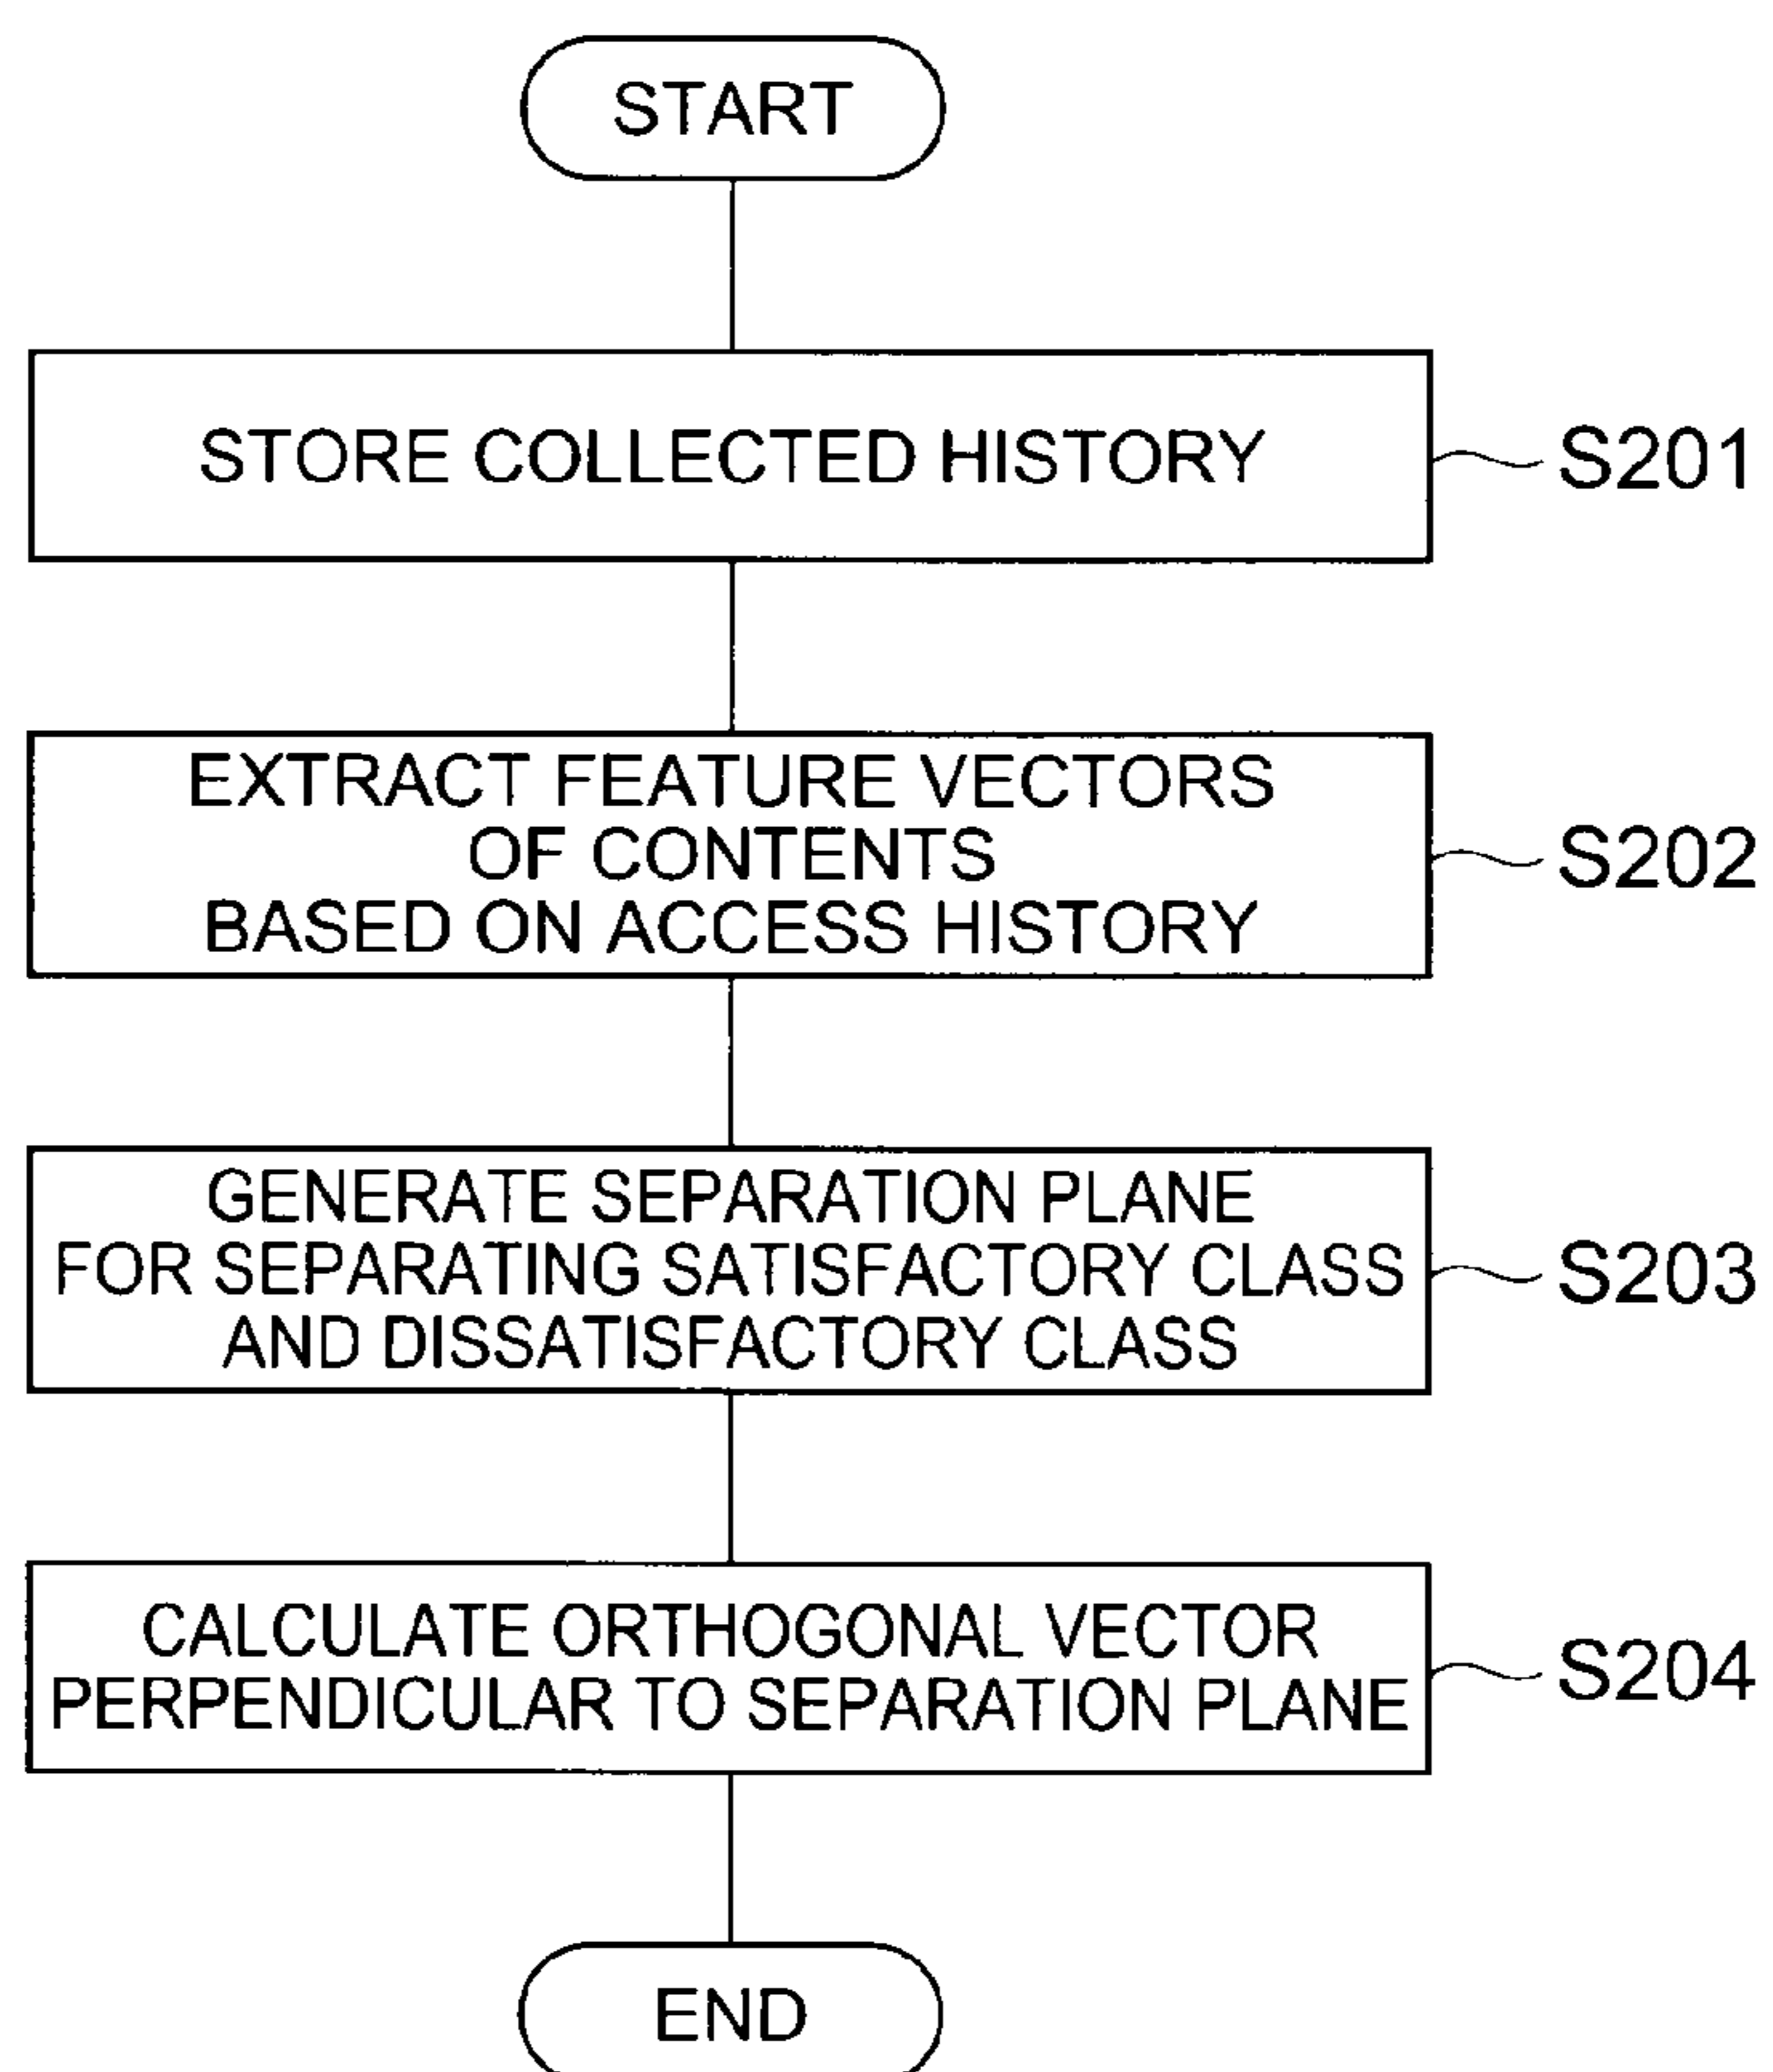 START
STORE COLLECTED HISTORY
S201
EXTRACT FEATURE VECTORS
OF CONTENTS
BASED ON ACCESS HISTORY
S202
GENERATE SEPARATION PLANE
FOR SEPARATING SATISFACTORY CLASS
AND DISSATISFACTORY CLASS
S203
CALCULATE ORTHOGONAL VECTOR
PERPENDICULAR TO SEPARATION PLANE
S204
END